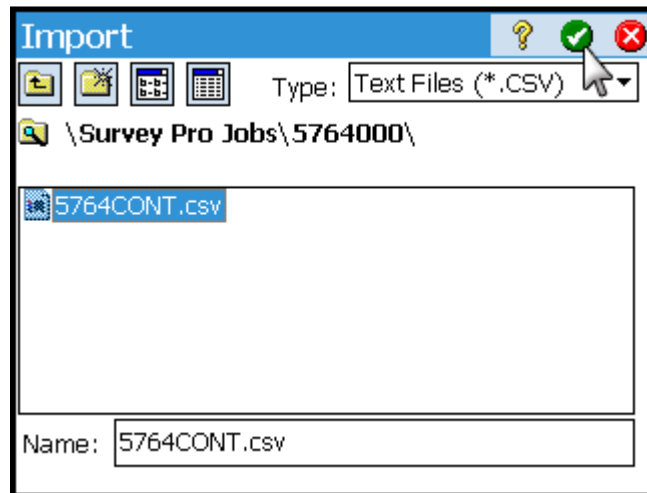 Import
Type: Text Files (*.CSV)
\Survey Pro Jobs\5764000\
5764CONT.csv
Name: 5764CONT.csv